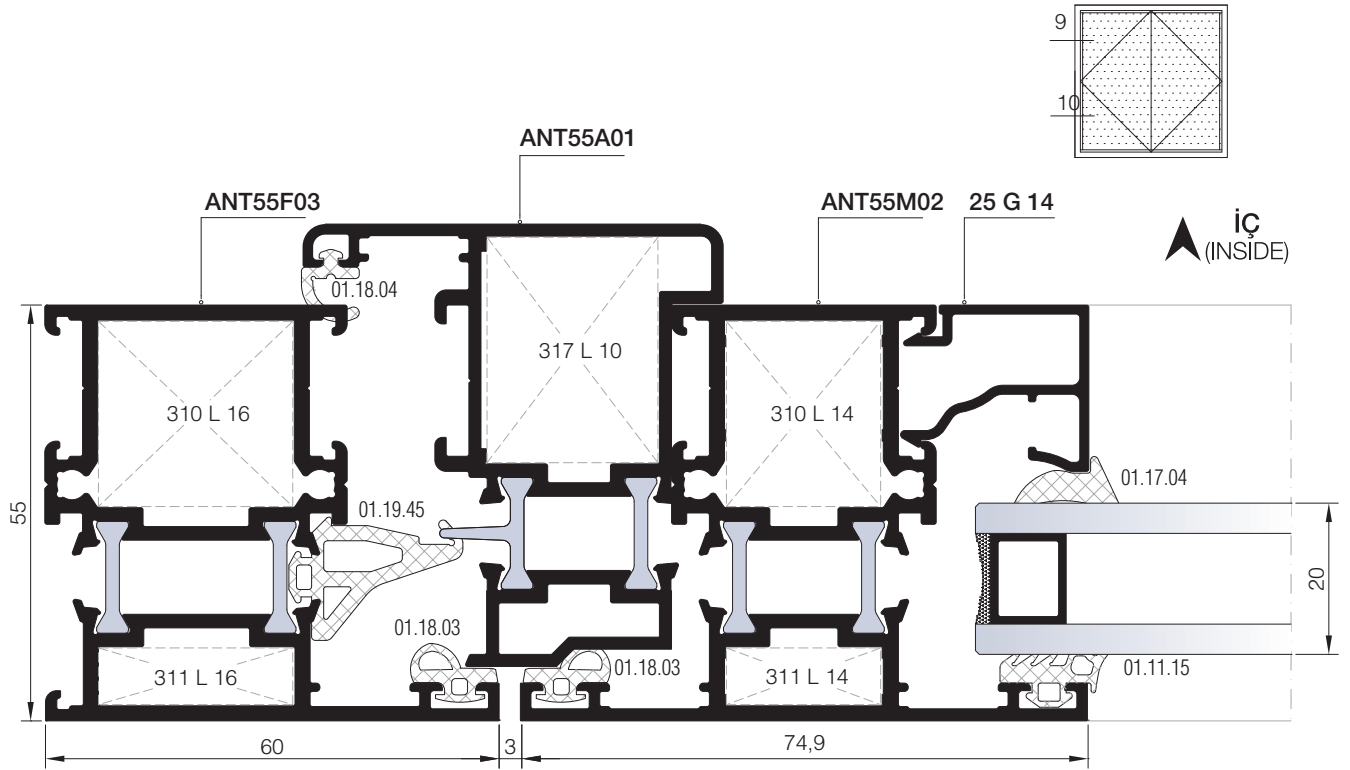 9
10
ANT55A01
ANT55F03
ANT55M02
25 G 14
İÇ
(INSIDE)
01.18.04
317 L 10
310 L 16
310 L 14
01.17.04
01.19.45
55
20
01.18.03
01.18.03
01.11.15
311 L 16
311 L 14
60
3
74,9